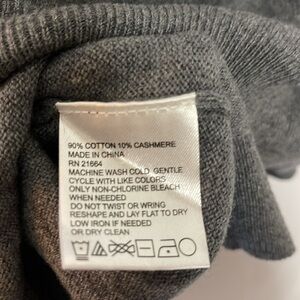 90% COTTON 10% CASHMERE
MADE IN CHINA
RN 21664
MACHINE WASH COLD, GENTLE
CYCLE WITH LIKE COLORS
ONLY NON-CHLORINE BLEACH
WHEN NEEDED
DO NOT TWIST OR WRING
RESHAPE AND LAY FLAT TO DRY
LOW IRON IF NEEDED
OR DRY CLEAN